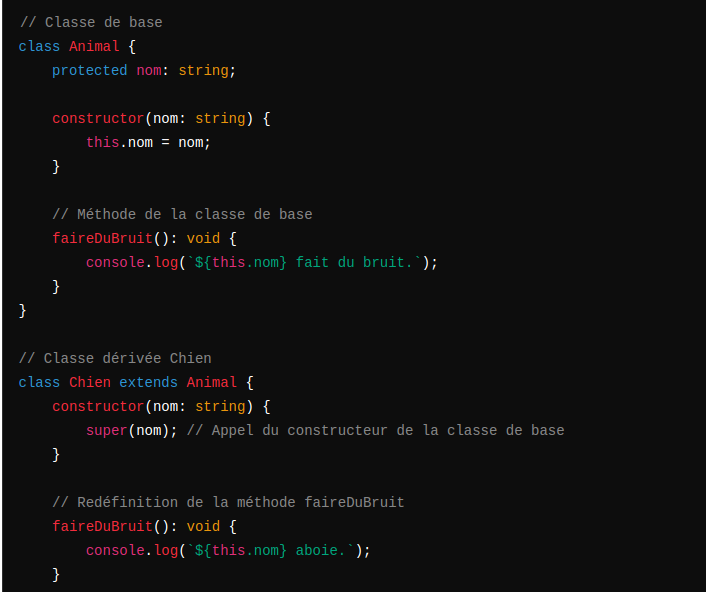 // Classe de base
class Animal {
    protected nom: string;

    constructor(nom: string) {
        this.nom = nom;
    }

    // Méthode de la classe de base
    faireDuBruit(): void {
        console.log(`${this.nom} fait du bruit.`);
    }
}

// Classe dérivée Chien
class Chien extends Animal {
    constructor(nom: string) {
        super(nom); // Appel du constructeur de la classe de base
    }

    // Redéfinition de la méthode faireDuBruit
    faireDuBruit(): void {
        console.log(`${this.nom} aboie.`);
    }